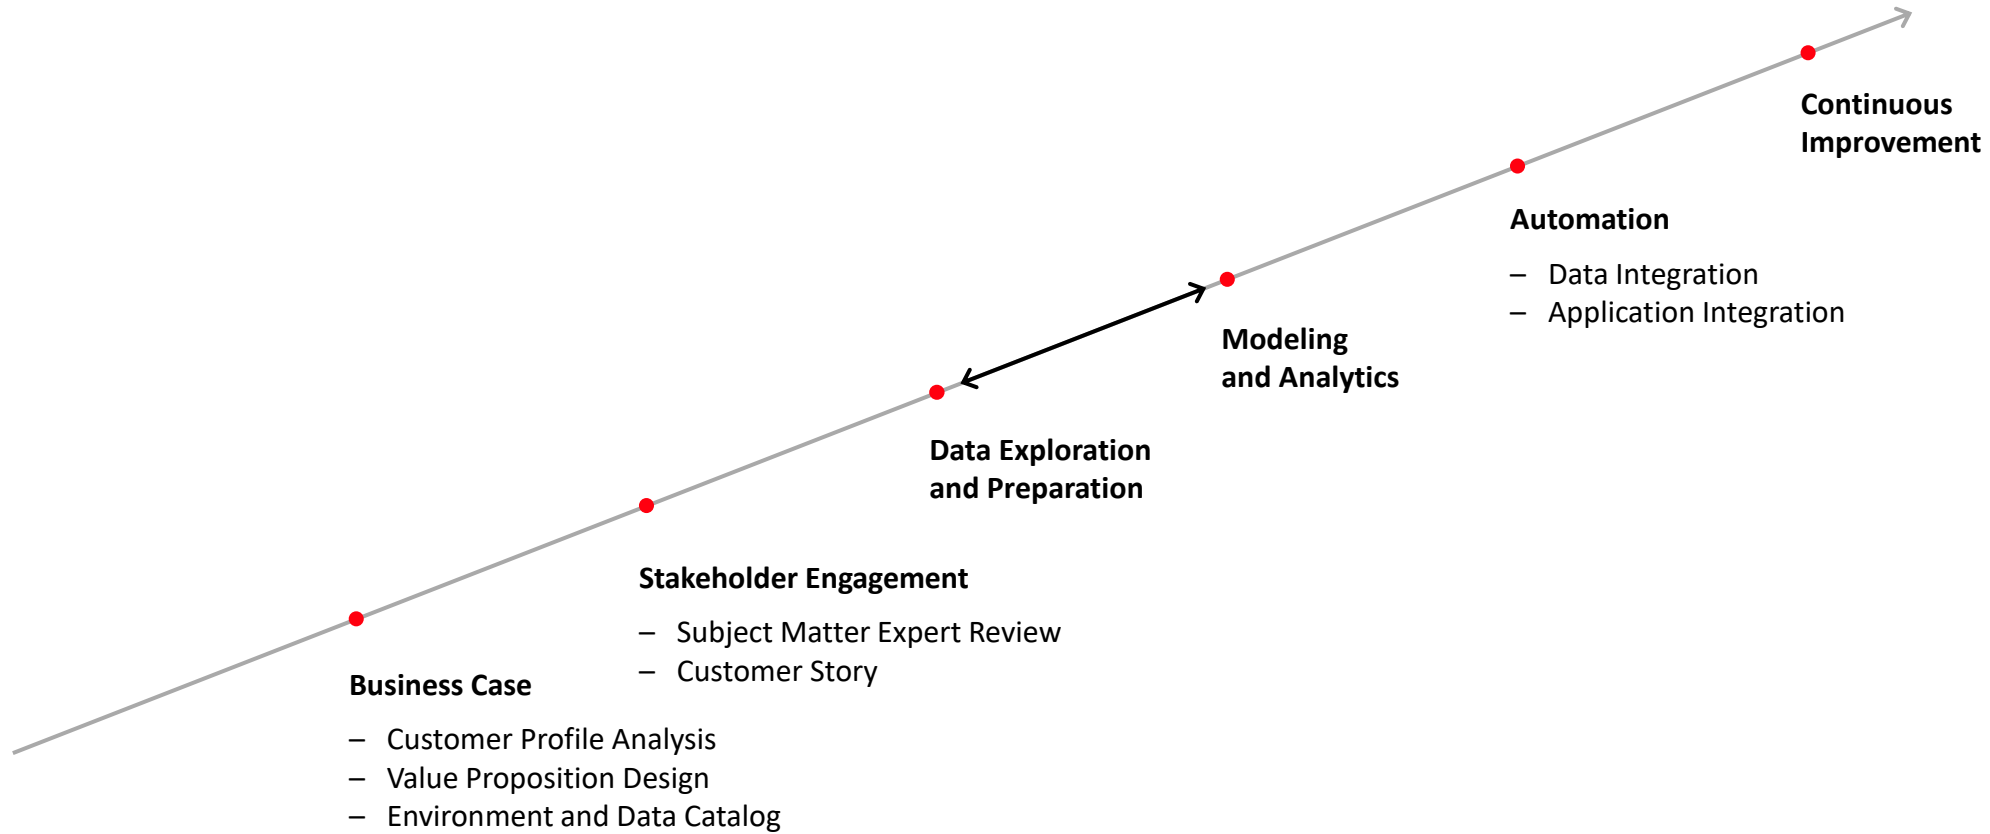 Continuous
Improvement
Automation
– Data Integration
– Application Integration
Modeling
and Analytics
Data Exploration
and Preparation
Stakeholder Engagement
– Subject Matter Expert Review
– Customer Story
Business Case
– Customer Profile Analysis
– Value Proposition Design
– Environment and Data Catalog